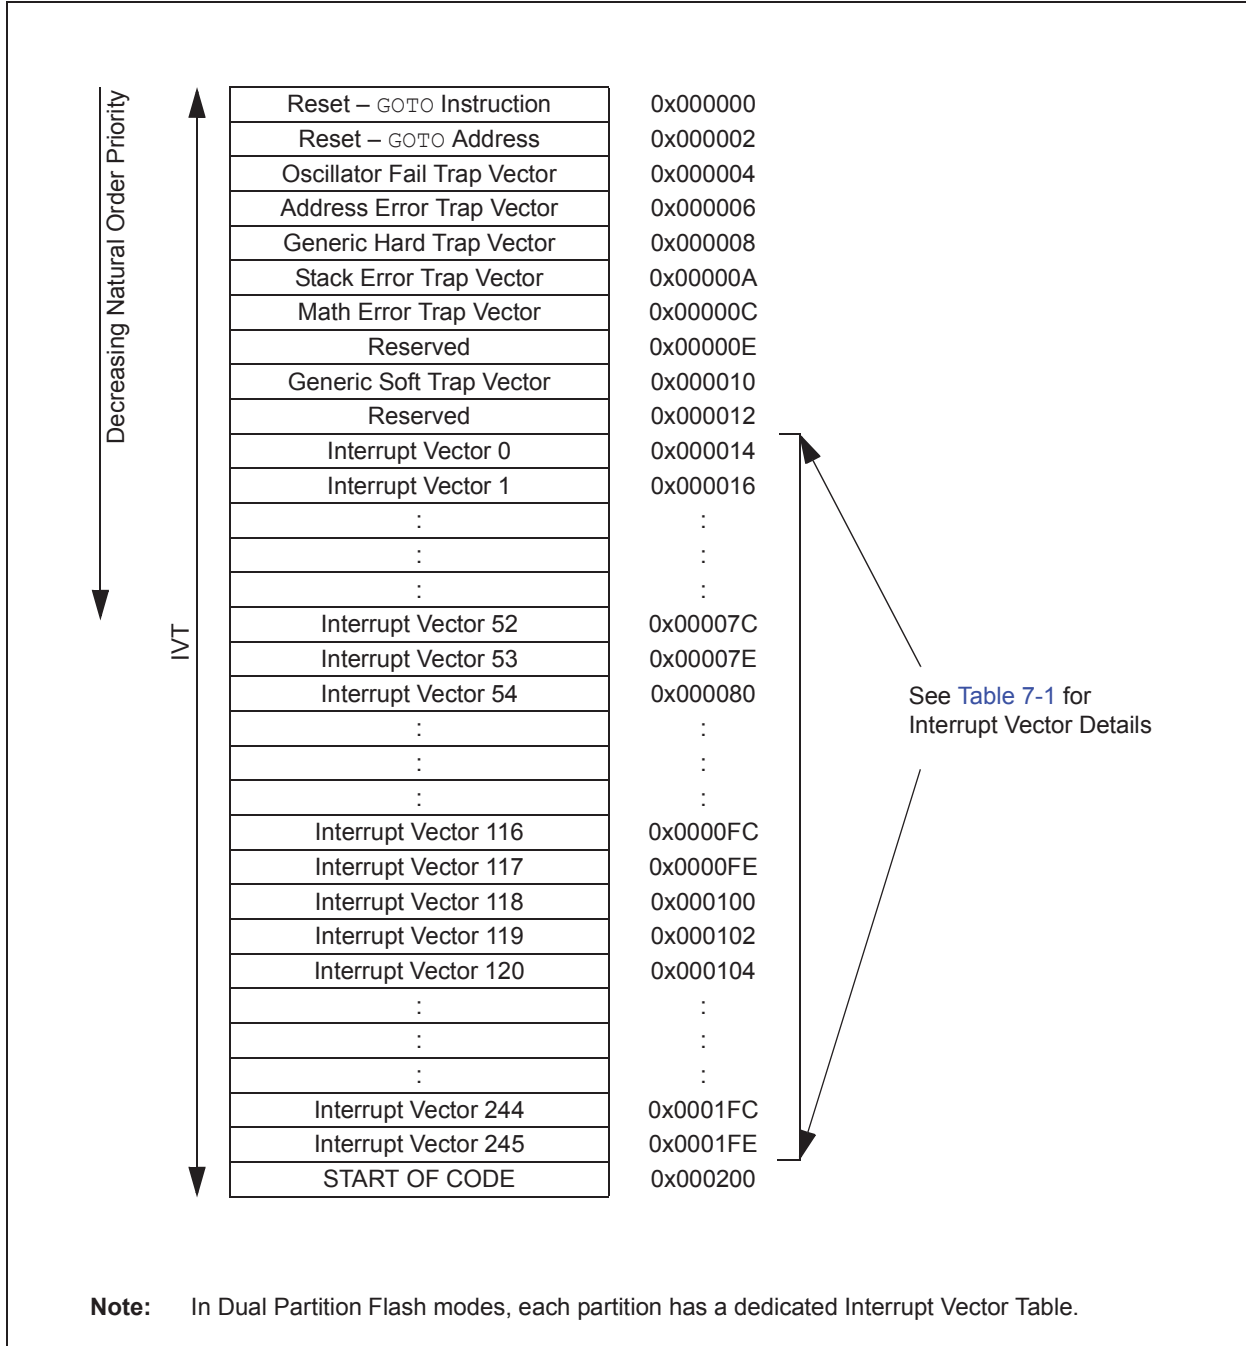 Decreasing Natural Order Priority
IVT
Reset – GOTO Instruction 0x000000
Reset – GOTO Address 0x000002
Oscillator Fail Trap Vector 0x000004
Address Error Trap Vector 0x000006
Generic Hard Trap Vector 0x000008
Stack Error Trap Vector 0x00000A
Math Error Trap Vector 0x00000C
Reserved 0x00000E
Generic Soft Trap Vector 0x000010
Reserved 0x000012
Interrupt Vector 0 0x000014
Interrupt Vector 1 0x000016
: :
: :
: :
Interrupt Vector 52 0x00007C
Interrupt Vector 53 0x00007E
Interrupt Vector 54 0x000080
: :
: :
: :
Interrupt Vector 116 0x0000FC
Interrupt Vector 117 0x0000FE
Interrupt Vector 118 0x000100
Interrupt Vector 119 0x000102
Interrupt Vector 120 0x000104
: :
: :
: :
Interrupt Vector 244 0x0001FC
Interrupt Vector 245 0x0001FE
START OF CODE 0x000200
See Table 7-1 for
Interrupt Vector Details
Note: In Dual Partition Flash modes, each partition has a dedicated Interrupt Vector Table.